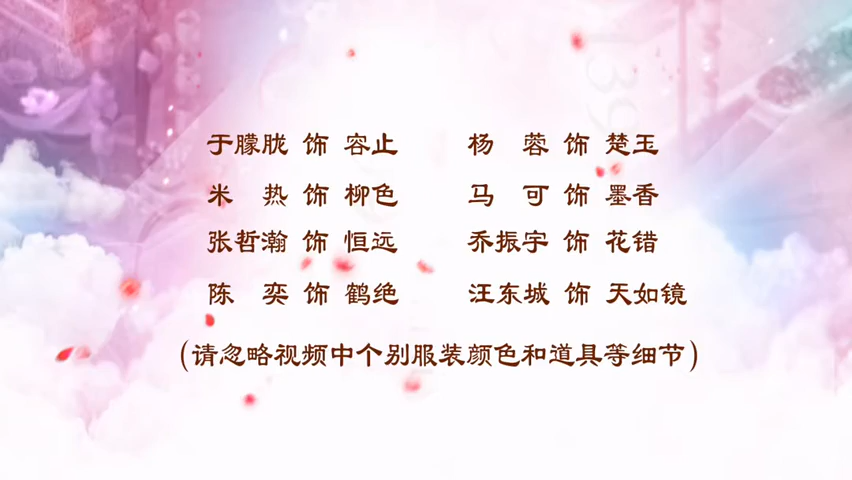 于朦胧 饰 容止 杨 蓉 饰 楚玉
米 热 饰 柳色 马 可 饰 墨香
张哲瀚 饰 恒远 乔振宇 饰 花错
陈 奕 饰 鹤绝 汪东城 饰 天如镜
(请忽略视频中个别服装颜色和道具等细节)